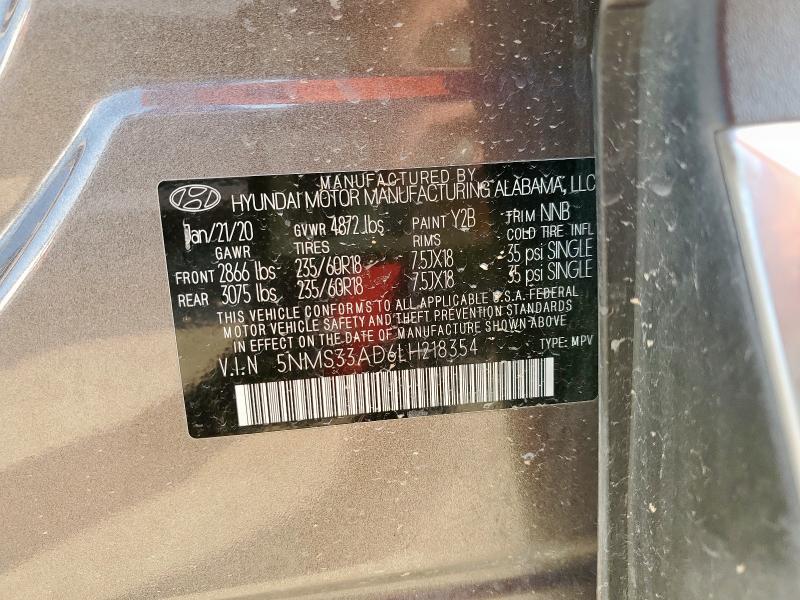 MANUFACTURED BY
HYUNDAI MOTOR MANUFACTURING ALABAMA, LLC
Jan/21/20 GVWR 4872 lbs PAINT Y2B TRIM NNB
GAWR TIRES RIM'S COLD TIRE INFL
FRONT 2866 lbs 235/60R18 7.5JX18 35 psi SINGLE
REAR 3075 lbs 235/60R18 7.5JX18 35 psi SINGLE
THIS VEHICLE CONFORMS TO ALL APPLICABLE U.S.A. FEDERAL
MOTOR VEHICLE SAFETY AND THEFT PREVENTION STANDARDS
IN EFFECT ON THE DATE OF MANUFACTURE SHOWN ABOVE
V.I.N 5NMS33AD6LH218354 TYPE: MPV